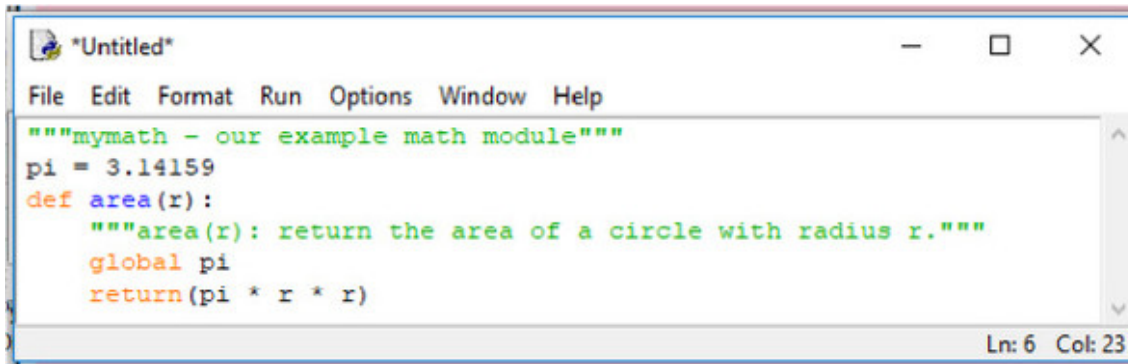 *Untitled*
File Edit Format Run Options Window Help
"""mymath - our example math module"""
pi = 3.14159
def area(r):
    """area(r): return the area of a circle with radius r."""
    global pi
    return(pi * r * r)
Ln: 6 Col: 23